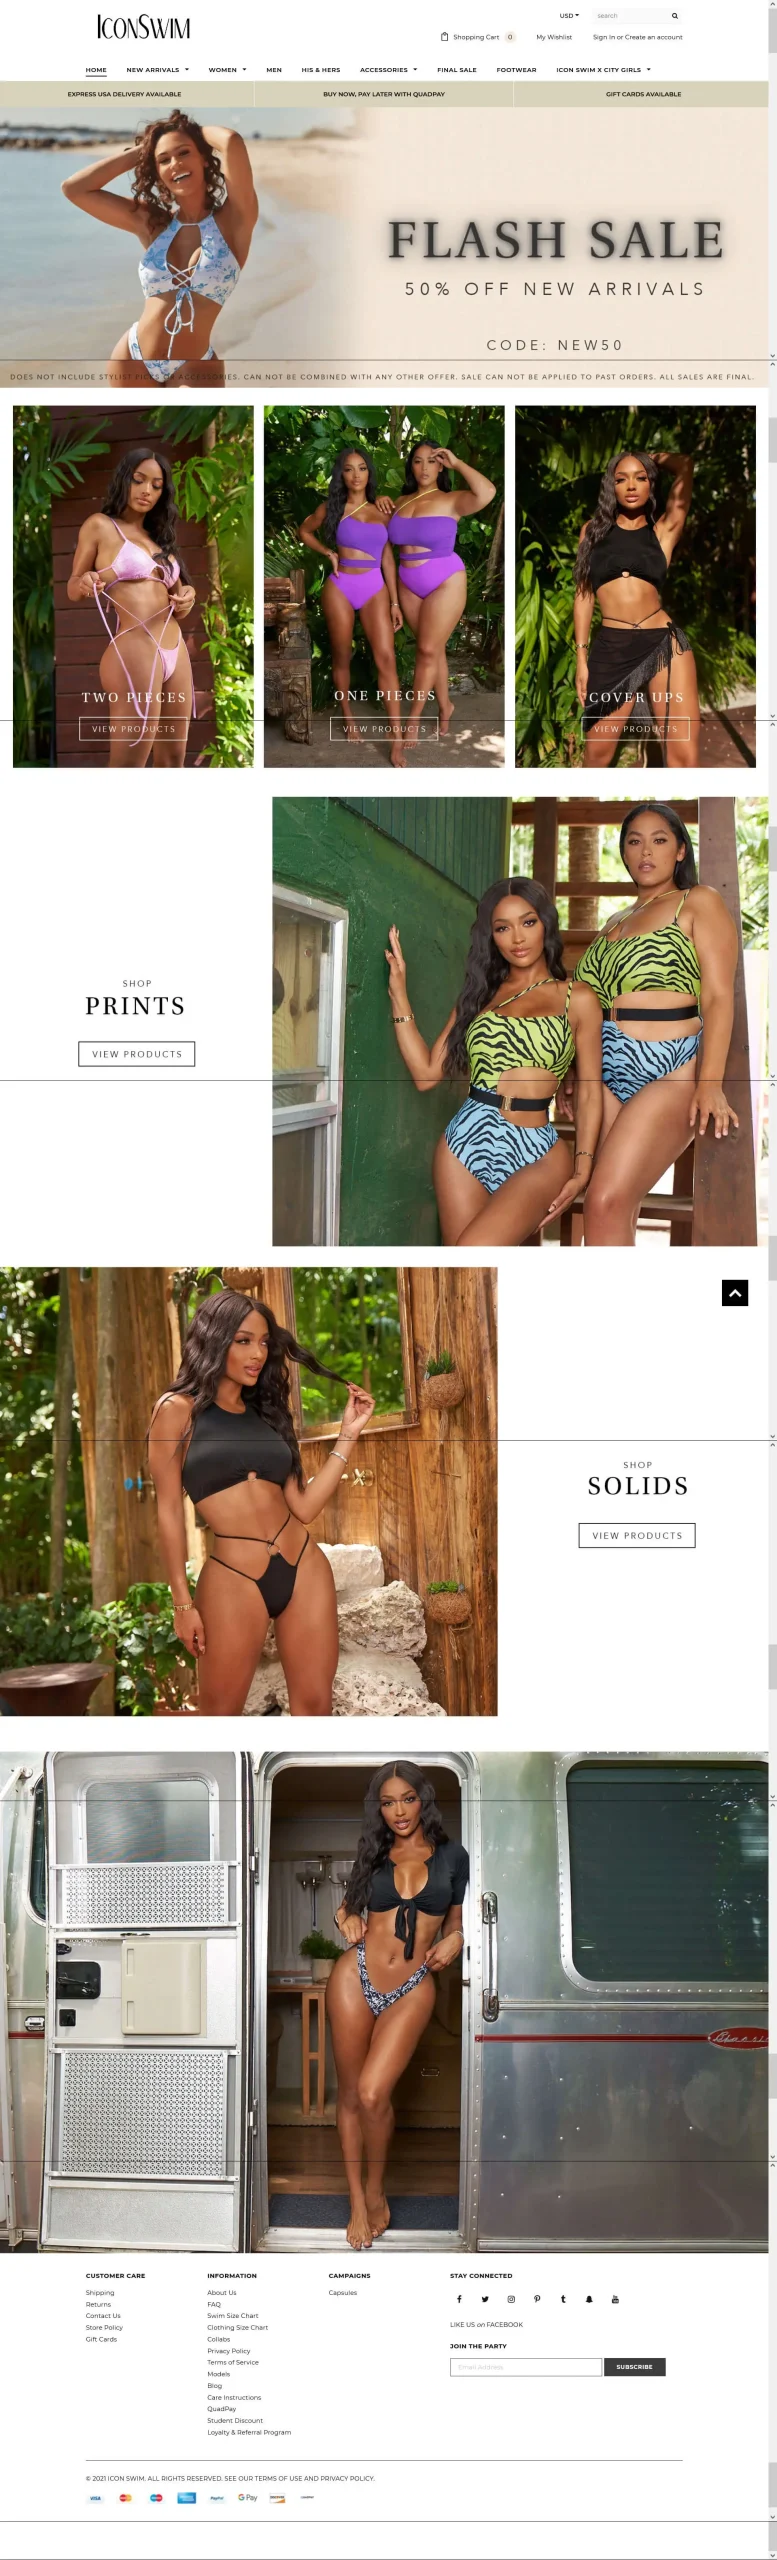 ICONSWIM
USD
search
Shopping Cart 0 My Wishlist Sign In or Create an account
HOME NEW ARRIVALS WOMEN MEN HIS & HERS ACCESSORIES FINAL SALE FOOTWEAR ICON SWIM X CITY GIRLS
EXPRESS USA DELIVERY AVAILABLE BUY NOW, PAY LATER WITH QUADPAY GIFT CARDS AVAILABLE
FLASH SALE
50% OFF NEW ARRIVALS
CODE: NEW50
DOES NOT INCLUDE STYLIST PICKS OR ACCESSORIES. CAN NOT BE COMBINED WITH ANY OTHER OFFER. SALE CAN NOT BE APPLIED TO PAST ORDERS. ALL SALES ARE FINAL.
TWO PIECES
VIEW PRODUCTS
ONE PIECES
VIEW PRODUCTS
COVER UPS
VIEW PRODUCTS
SHOP
PRINTS
VIEW PRODUCTS
SHOP
SOLIDS
VIEW PRODUCTS
CUSTOMER CARE
Shipping
Returns
Contact Us
Store Policy
Gift Cards
INFORMATION
About Us
FAQ
Swim Size Chart
Clothing Size Chart
Collabs
Privacy Policy
Terms of Service
Models
Blog
Care Instructions
QuadPay
Student Discount
Loyalty & Referral Program
CAMPAIGNS
Capsules
STAY CONNECTED
LIKE US on FACEBOOK
JOIN THE PARTY
Email address
SUBSCRIBE
© 2021 ICON SWIM. ALL RIGHTS RESERVED. SEE OUR TERMS OF USE AND PRIVACY POLICY.
VISA
PayPal
G Pay
DISCOVER